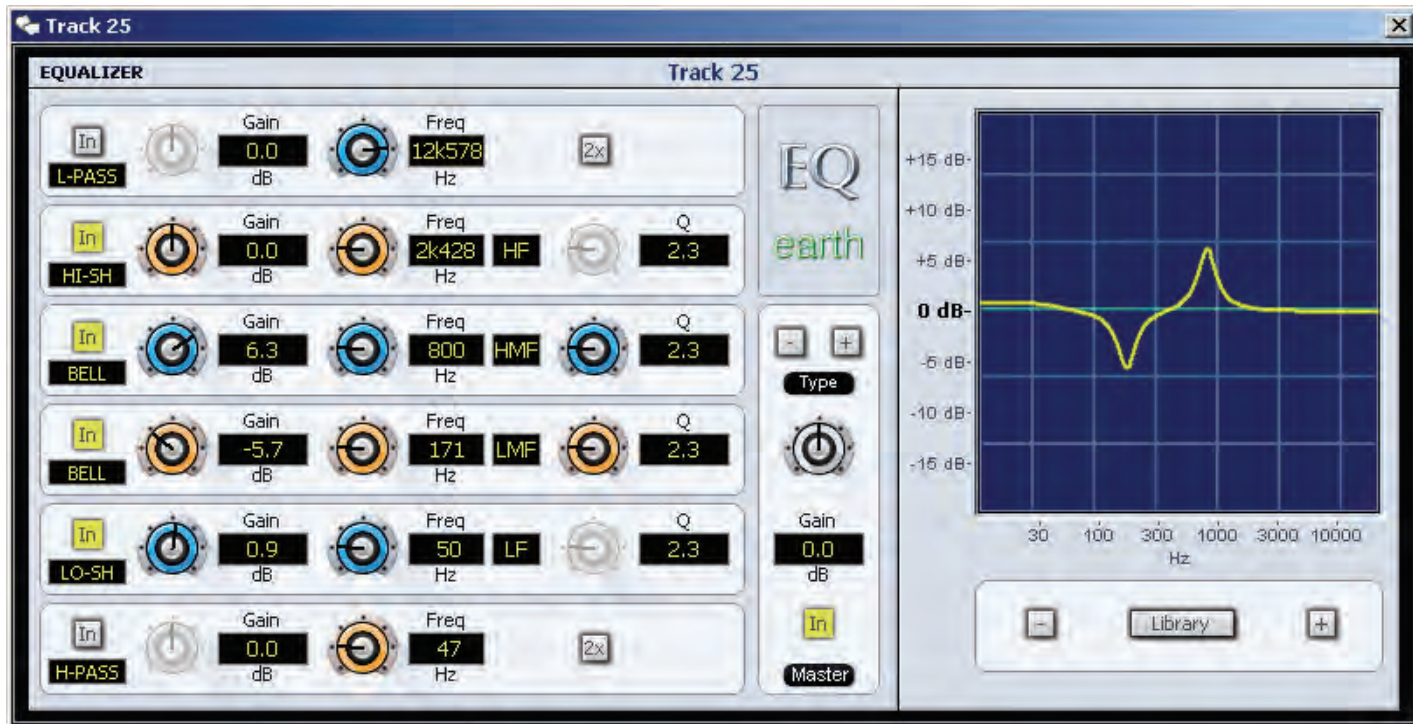 Track 25
EQUALIZER Track 25
In L-PASS Gain 0.0 dB Freq 12k578 Hz 2x
In HI-SH Gain 0.0 dB Freq 2k428 Hz HF Q 2.3
In BELL Gain 6.3 dB Freq 800 Hz HMF Q 2.3
In BELL Gain -5.7 dB Freq 171 Hz LMF Q 2.3
In LO-SH Gain 0.9 dB Freq 50 Hz LF Q 2.3
In H-PASS Gain 0.0 dB Freq 47 Hz 2x
EQ
earth
- +
Type
Gain
0.0
dB
In
Master
+15 dB-
+10 dB-
+5 dB-
0 dB-
-5 dB-
-10 dB-
-15 dB-
30 100 300 1000 3000 10000
Hz
- Library +